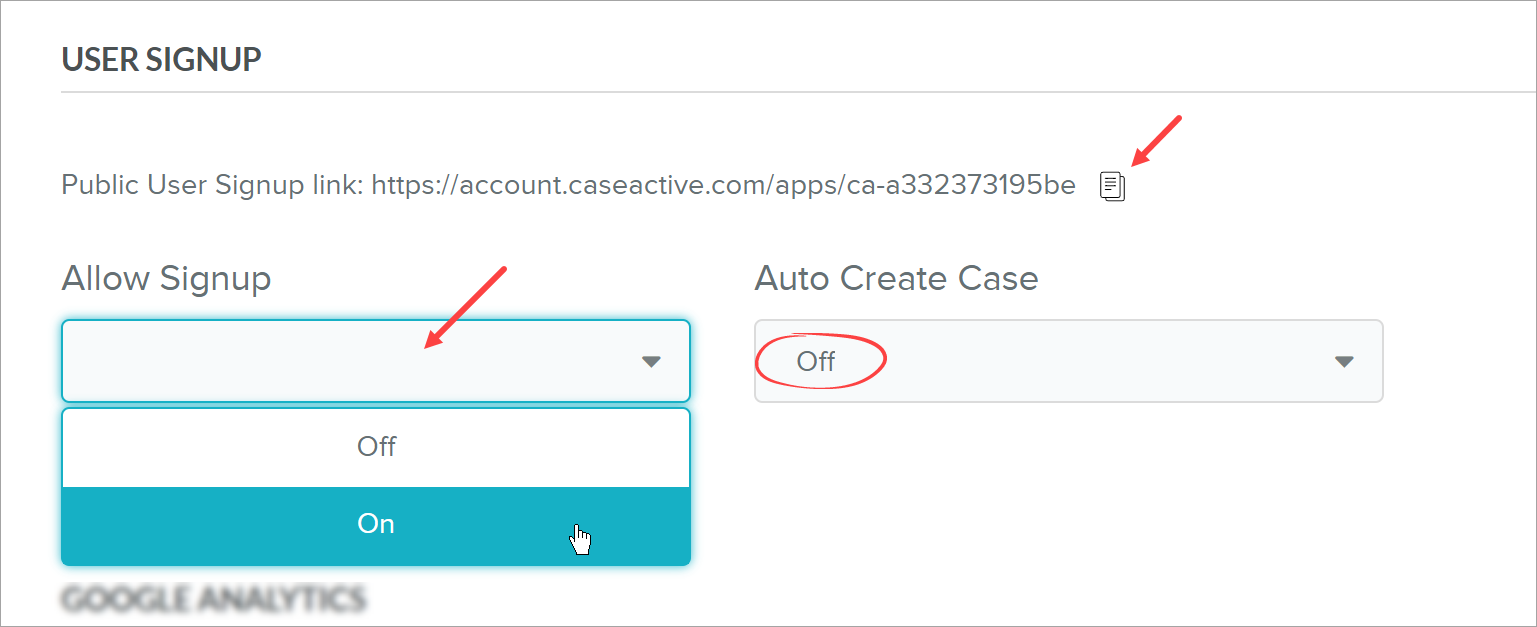 USER SIGNUP
Public User Signup link: https://account.caseactive.com/apps/ca-a332373195be
Allow Signup
Auto Create Case
Off
Off
On
GOOGLE ANALYTICS